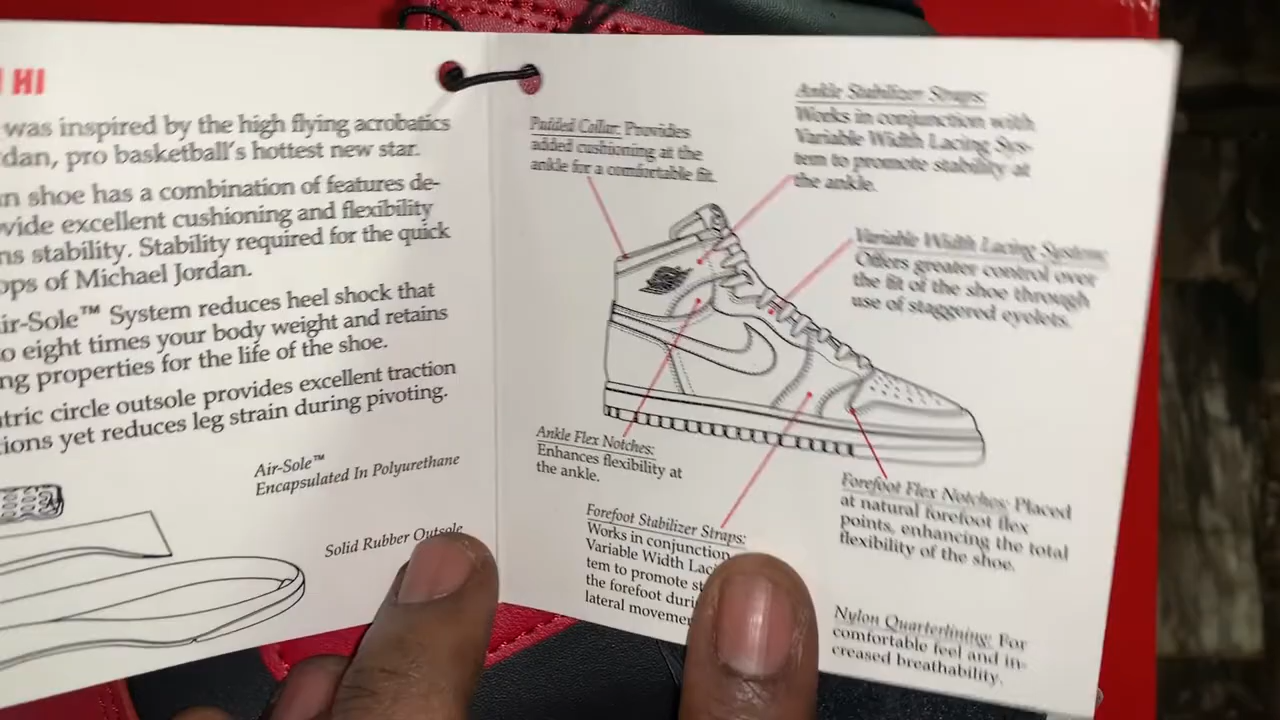 HI
was inspired by the high flying acrobatics
dan, pro basketball's hottest new star.
n shoe has a combination of features de-
vide excellent cushioning and flexibility
ns stability. Stability required for the quick
ops of Michael Jordan.
ir-Sole™ System reduces heel shock that
o eight times your body weight and retains
ng properties for the life of the shoe.
tric circle outsole provides excellent traction
tions yet reduces leg strain during pivoting.
Air-Sole™
Encapsulated In Polyurethane
Solid Rubber Outsole
Padded Collar: Provides
added cushioning at the
ankle for a comfortable fit.
Ankle Stabilizer Straps:
Works in conjunction with
Variable Width Lacing Sys-
tem to promote stability at
the ankle.
Variable Width Lacing System:
Offers greater control over
the fit of the shoe through
use of staggered eyelets.
Ankle Flex Notches:
Enhances flexibility at
the ankle.
Forefoot Stabilizer Straps:
Works in conjunction
Variable Width Laci
tem to promote st
the forefoot duri
lateral movemen
Forefoot Flex Notches: Placed
at natural forefoot flex
points, enhancing the total
flexibility of the shoe.
Nylon Quarterlining: For
comfortable feel and in-
creased breathability.